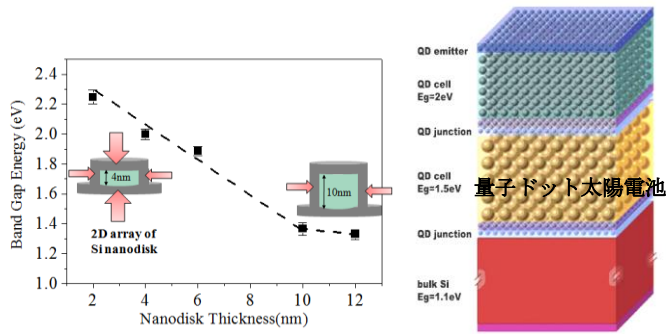 Band Gap Energy (eV)
2.4
2.2
2.0
1.8
1.6
1.4
1.2
1.0
2
4
6
8
10
12
Nanodisk Thickness(nm)
4nm
2D array of
Si nanodisk
10nm
QD emitter
QD cell
Eg=2eV
QD junction
QD cell
Eg=1.5eV
量子ドット太陽電池
QD junction
bulk Si
Eg=1.1eV